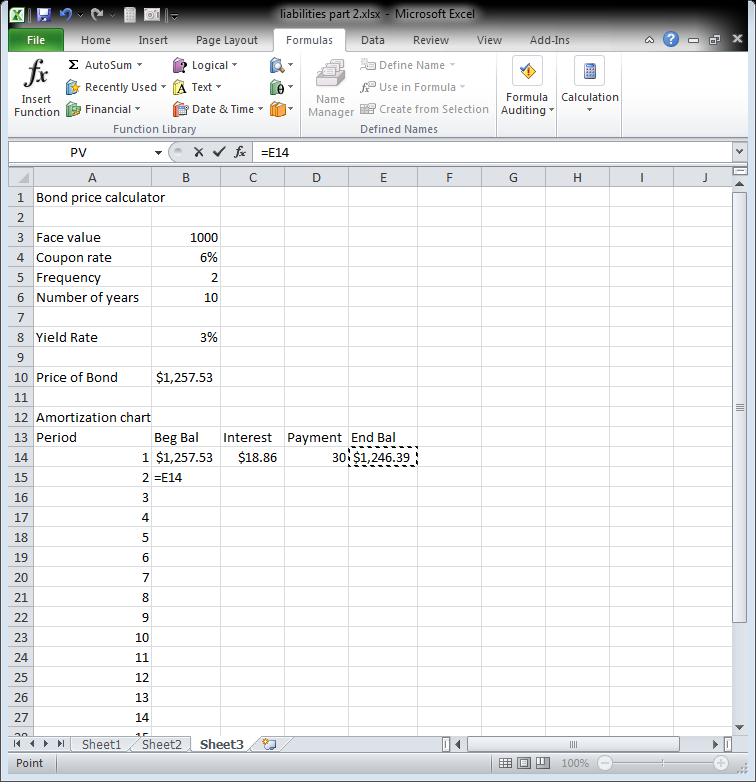 liabilities part 2.xlsx - Microsoft Excel
File Home Insert Page Layout Formulas Data Review View Add-Ins
fx Insert Function
Σ AutoSum
Recently Used
Financial
Logical
A Text
Date & Time
θ
Function Library
Name Manager
Define Name
fx Use in Formula
Create from Selection
Defined Names
Formula Auditing
Calculation
PV fx =E14
A B C D E F G H I J
1 Bond price calculator
2
3 Face value 1000
4 Coupon rate 6%
5 Frequency 2
6 Number of years 10
7
8 Yield Rate 3%
9
10 Price of Bond $1,257.53
11
12 Amortization chart
13 Period Beg Bal Interest Payment End Bal
14 1 $1,257.53 $18.86 30 $1,246.39
15 2 =E14
16 3
17 4
18 5
19 6
20 7
21 8
22 9
23 10
24 11
25 12
26 13
27 14
28 15
Sheet1 Sheet2 Sheet3
Point 100%